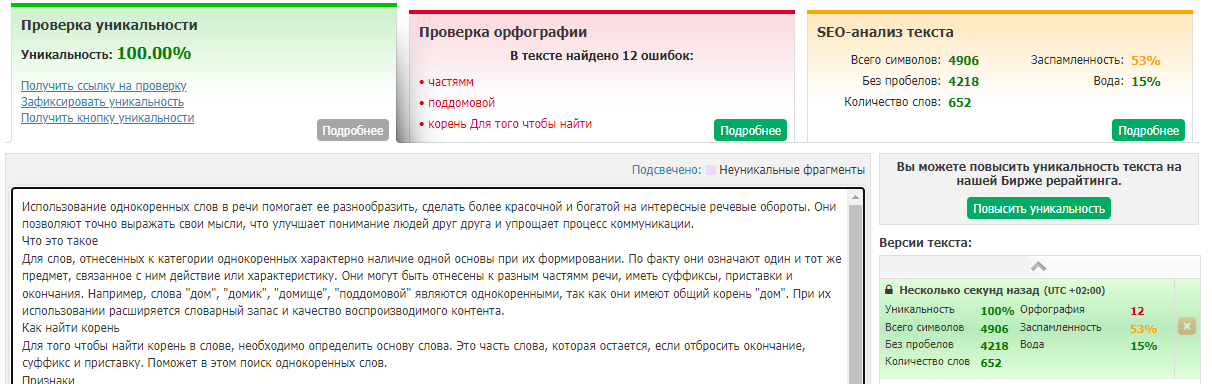 Проверка уникальности
Уникальность: 100.00%
Получить ссылку на проверку
Зафиксировать уникальность
Получить кнопку уникальности
Подробнее
Проверка орфографии
В тексте найдено 12 ошибок:
• частямм
• поддомовой
• корень Для того чтобы найти
Подробнее
SEO-анализ текста
Всего символов: 4906 Заспамленность: 53%
Без пробелов: 4218 Вода: 15%
Количество слов: 652
Подробнее
Подсвечено: Неуникальные фрагменты
Использование однокоренных слов в речи помогает ее разнообразить, сделать более красочной и богатой на интересные речевые обороты. Они
позволяют точно выражать свои мысли, что улучшает понимание людей друг друга и упрощает процесс коммуникации.
Что это такое
Для слов, отнесенных к категории однокоренных характерно наличие одной основы при их формировании. По факту они означают один и тот же
предмет, связанное с ним действие или характеристику. Они могут быть отнесены к разным частямм речи, иметь суффиксы, приставки и
окончания. Например, слова "дом", "домик", "домище", "поддомовой" являются однокоренными, так как они имеют общий корень "дом". При их
использовании расширяется словарный запас и качество воспроизводимого контента.
Как найти корень
Для того чтобы найти корень в слове, необходимо определить основу слова. Это часть слова, которая остается, если отбросить окончание,
суффикс и приставку. Поможет в этом поиск однокоренных слов.
Признаки
Вы можете повысить уникальность текста на
нашей Бирже рерайтинга.
Повысить уникальность
Версии текста:
Несколько секунд назад (UTC +02:00)
Уникальность 100% Орфография 12
Всего символов 4906 Заспамленность 53%
Без пробелов 4218 Вода 15%
Количество слов 652